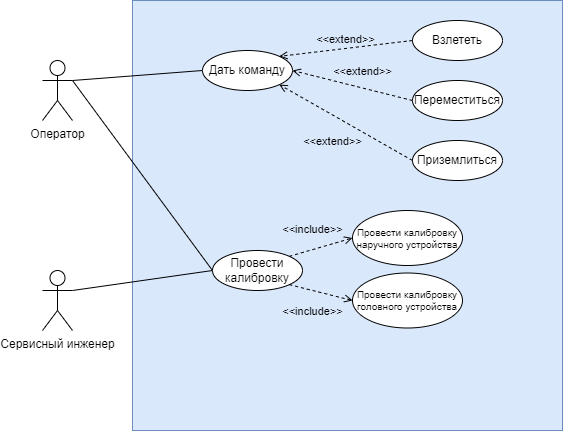 <<extend>>
Взлететь
Дать команду
<<extend>>
Переместиться
Оператор
<<extend>>
Приземлиться
<<include>>
Провести калибровку
наручного устройства
Провести
калибровку
Провести калибровку
головного устройства
<<include>>
Сервисный инженер